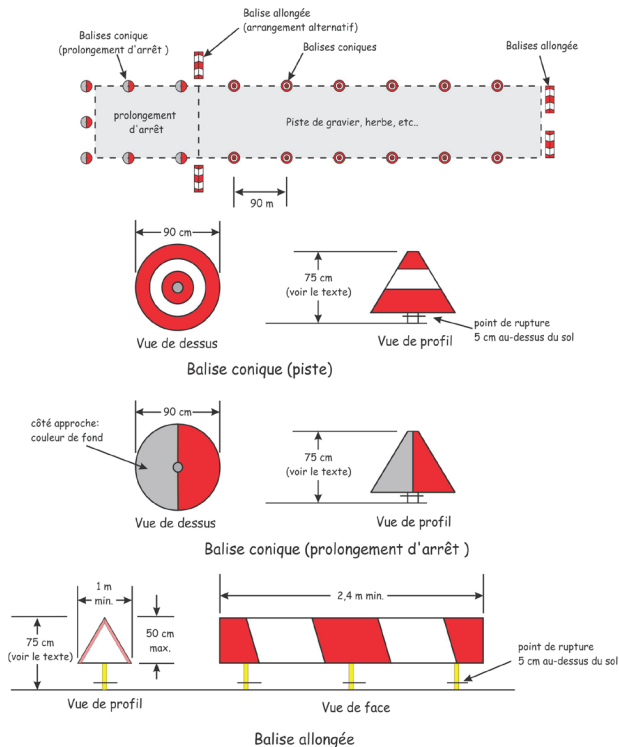 Balise allongée
(arrangement alternatif)
Balises conique
(prolongement d'arrêt )
Balises coniques
Balises allongée
prolongement
d'arrêt
Piste de gravier, herbe, etc...
90 m
90 cm
75 cm
(voir le texte)
point de rupture
5 cm au-dessus du sol
Vue de dessus
Vue de profil
Balise conique (piste)
90 cm
côté approche:
couleur de fond
75 cm
(voir le texte)
Vue de dessus
Vue de profil
Balise conique (prolongement d'arrêt )
1 m
min.
2,4 m min.
75 cm
(voir le texte)
50 cm
max.
point de rupture
5 cm au-dessus du sol
Vue de profil
Vue de face
Balise allongée